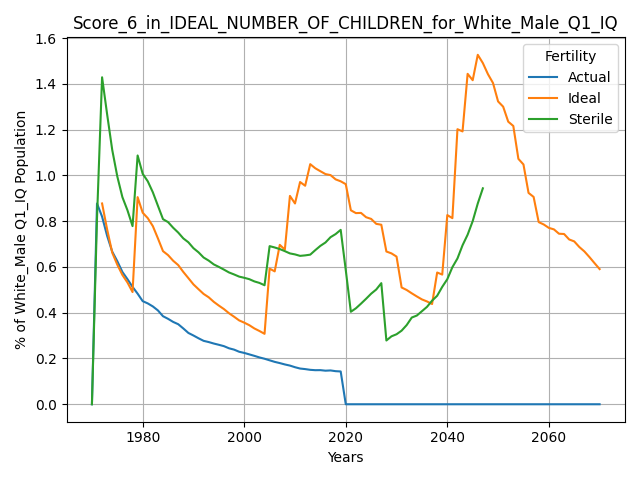 Score_6_in_IDEAL_NUMBER_OF_CHILDREN_for_White_Male_Q1_IQ
Fertility
Actual
Ideal
Sterile
1.6
1.4
1.2
1.0
0.8
0.6
0.4
0.2
0.0
% of White_Male Q1_IQ Population
1980 2000 2020 2040 2060
Years